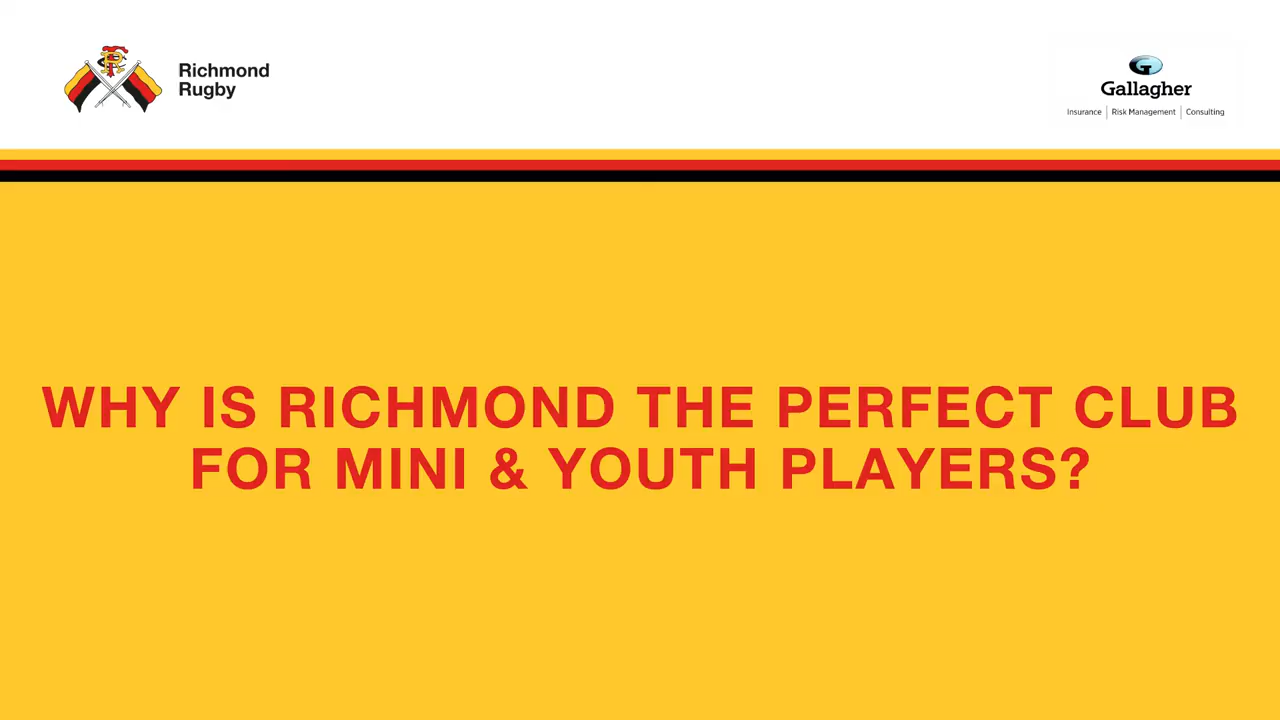 Richmond
Rugby
Gallagher
Insurance | Risk Management | Consulting
WHY IS RICHMOND THE PERFECT CLUB
FOR MINI & YOUTH PLAYERS?